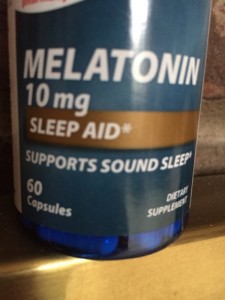 MELATONIN
10 mg
SLEEP AID*
SUPPORTS SOUND SLEEP*
60
Capsules
DIETARY
SUPPLEMENT